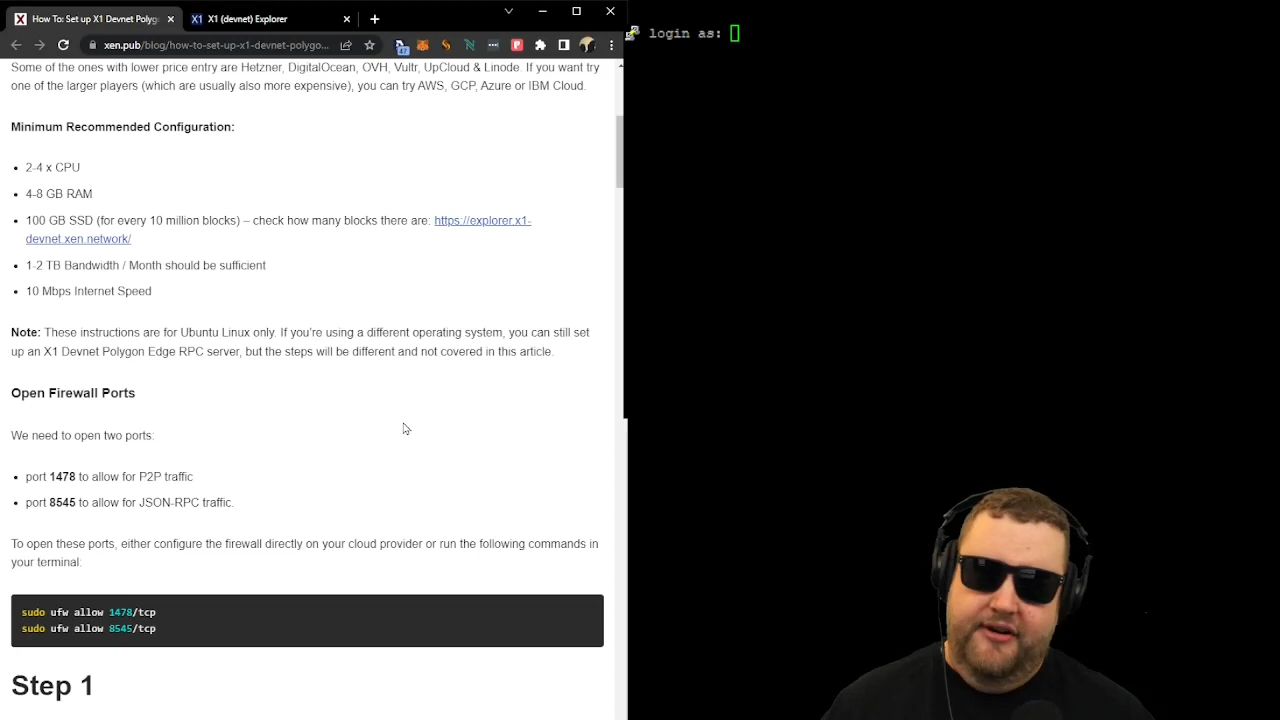 How To: Set up X1 Devnet Polyg
X1 (devnet) Explorer
xen.pub/blog/how-to-set-up-x1-devnet-polygo...
47
login as:
Some of the ones with lower price entry are Hetzner, DigitalOcean, OVH, Vultr, UpCloud & Linode. If you want try
one of the larger players (which are usually also more expensive), you can try AWS, GCP, Azure or IBM Cloud.
Minimum Recommended Configuration:
2-4 x CPU
4-8 GB RAM
100 GB SSD (for every 10 million blocks) – check how many blocks there are: https://explorer.x1-
devnet.xen.network/
1-2 TB Bandwidth / Month should be sufficient
10 Mbps Internet Speed
Note: These instructions are for Ubuntu Linux only. If you're using a different operating system, you can still set
up an X1 Devnet Polygon Edge RPC server, but the steps will be different and not covered in this article.
Open Firewall Ports
We need to open two ports:
port 1478 to allow for P2P traffic
port 8545 to allow for JSON-RPC traffic.
To open these ports, either configure the firewall directly on your cloud provider or run the following commands in
your terminal:
sudo ufw allow 1478/tcp
sudo ufw allow 8545/tcp
Step 1